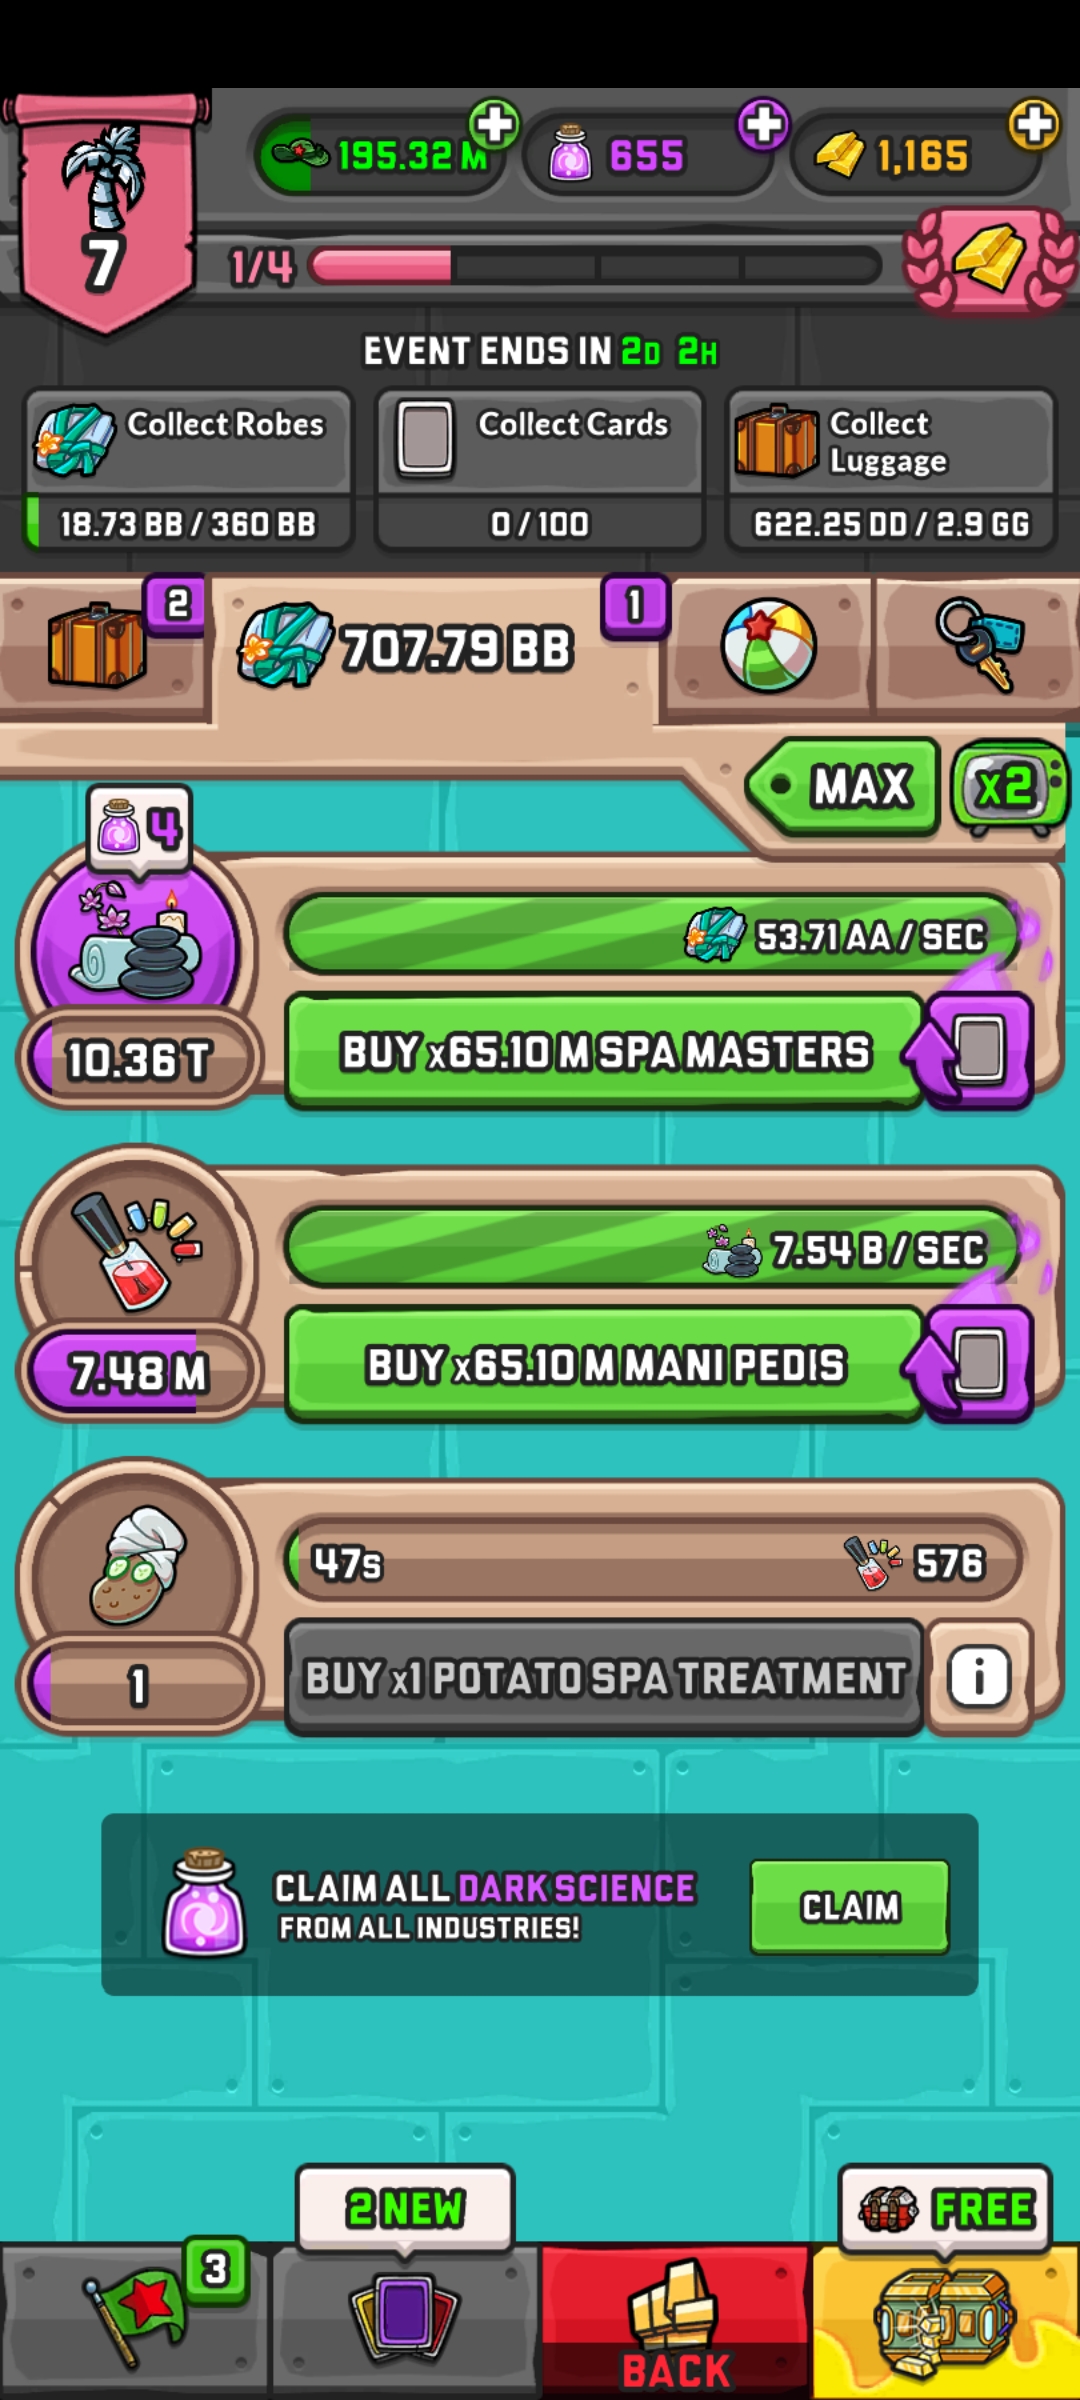 195.32 M
655
1,165
7
1/4
EVENT ENDS IN 2D 2H
Collect Robes
18.73 BB / 360 BB
Collect Cards
0 / 100
Collect
Luggage
622.25 DD / 2.9 GG
2
707.79 BB
1
MAX
x2
4
53.71 AA / SEC
10.36 T
BUY x65.10 M SPA MASTERS
7.54 B / SEC
7.48 M
BUY x65.10 M MANI PEDIS
47s
576
1
BUY x1 POTATO SPA TREATMENT
i
CLAIM ALL DARK SCIENCE
FROM ALL INDUSTRIES!
CLAIM
2 NEW
FREE
3
BACK